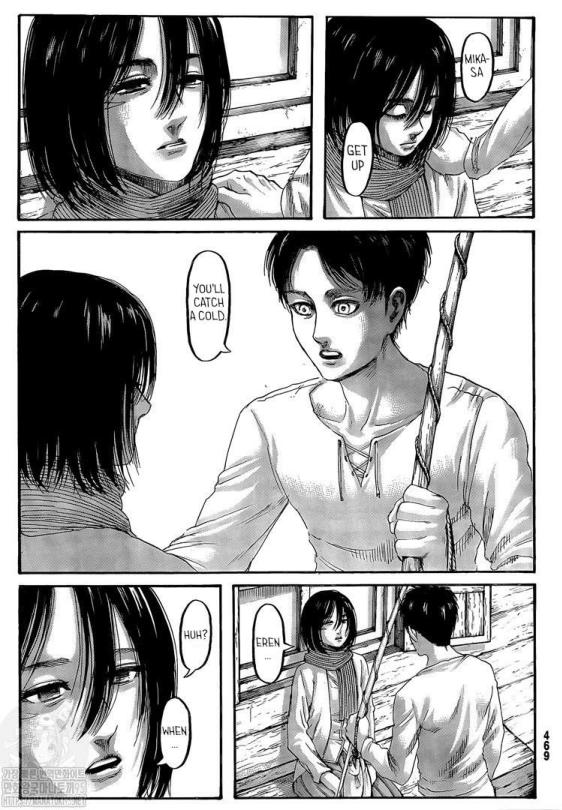 MIKA-
SA
GET
UP
YOU'LL
CATCH
A COLD.
EREN
...
HUH?
WHEN
...
469